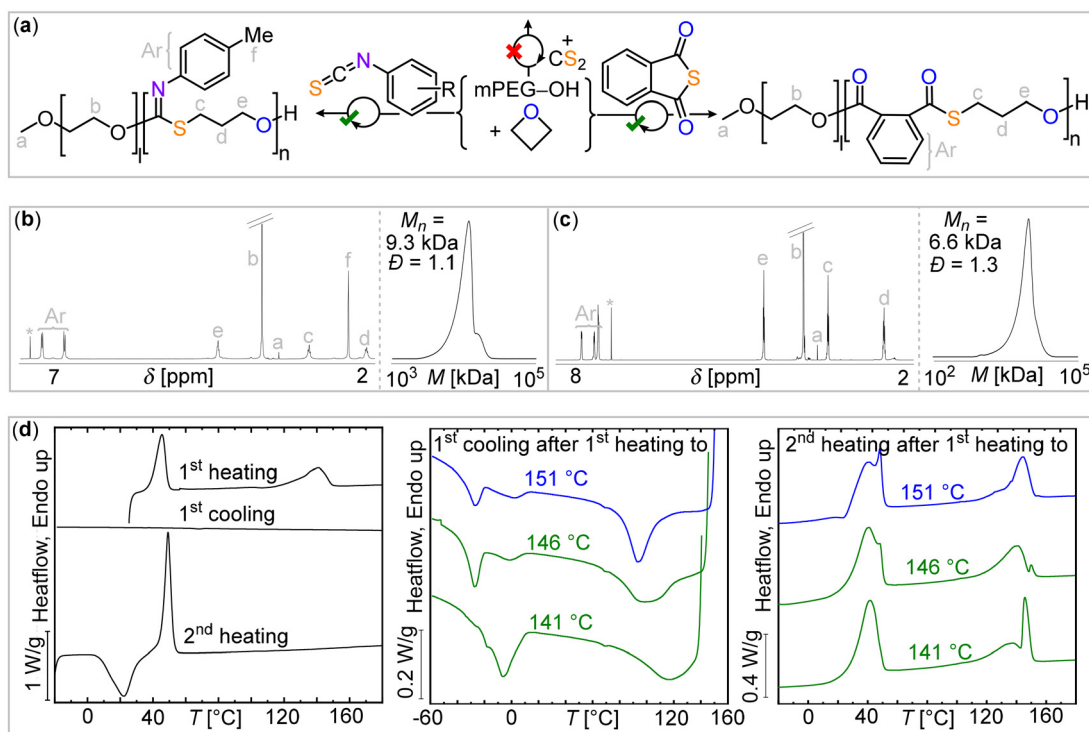 (a)
Ar
Me
f
N
b
c
e
O
O
S
d
O
H
a
l
n
S
C
N
R
+
CS2
mPEG–OH
O
+
O
S
O
O
O
b
c
e
O
O
S
d
O
H
a
l
n
Ar
(b)
Mn =
9.3 kDa
Đ = 1.1
b
f
Ar
*
e
a
c
d
7
δ [ppm]
2
10³ M [kDa] 10⁵
(c)
Mn =
6.6 kDa
Đ = 1.3
b
e
c
d
Ar
*
a
8
δ [ppm]
2
10² M [kDa] 10⁵
(d)
Heatflow, Endo up
1 W/g
1st heating
1st cooling
2nd heating
0 40 80 120 160
T [°C]
Heatflow, Endo up
0.2 W/g
1st cooling after 1st heating to
151 °C
146 °C
141 °C
-60 0 60 120
T [°C]
Heatflow, Endo up
0.4 W/g
2nd heating after 1st heating to
151 °C
146 °C
141 °C
0 40 80 120 160
T [°C]